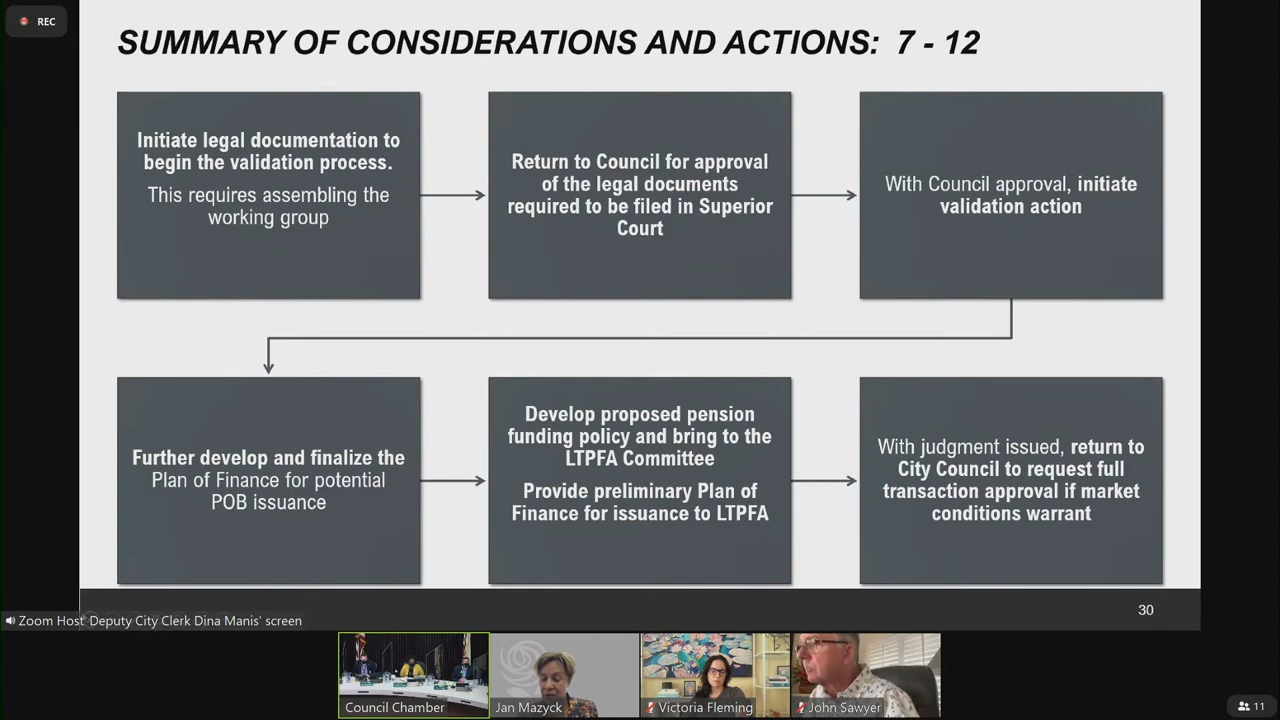 REC
SUMMARY OF CONSIDERATIONS AND ACTIONS: 7 - 12
Initiate legal documentation to
begin the validation process.
This requires assembling the
working group
Return to Council for approval
of the legal documents
required to be filed in Superior
Court
With Council approval, initiate
validation action
Further develop and finalize the
Plan of Finance for potential
POB issuance
Develop proposed pension
funding policy and bring to the
LTPFA Committee
Provide preliminary Plan of
Finance for issuance to LTPFA
With judgment issued, return to
City Council to request full
transaction approval if market
conditions warrant
30
Zoom Host 'Deputy City Clerk Dina Manis' screen
Council Chamber
Jan Mazyck
Victoria Fleming
John Sawyer
11